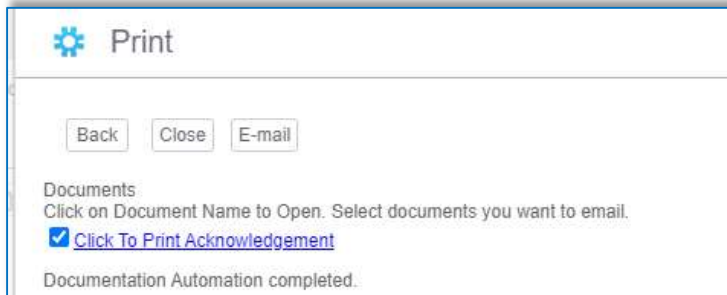 Print
Back Close E-mail
Documents
Click on Document Name to Open. Select documents you want to email.
Click To Print Acknowledgement
Documentation Automation completed.